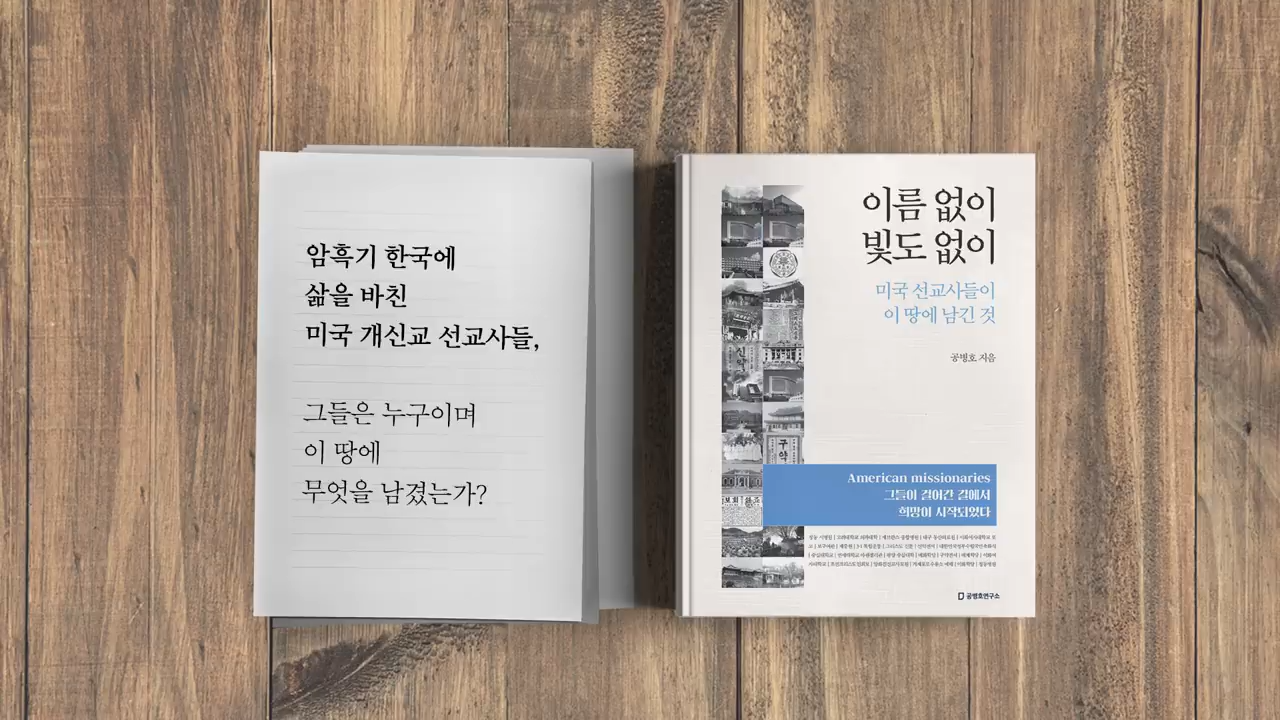 암흑기 한국에
삶을 바친
미국 개신교 선교사들,
그들은 누구이며
이 땅에
무엇을 남겼는가?
이름 없이
빛도 없이
미국 선교사들이
이 땅에 남긴 것
공병호 지음
구약
American missionaries
그들이 걸어간 길에서
희망이 시작되었다
공병호연구소